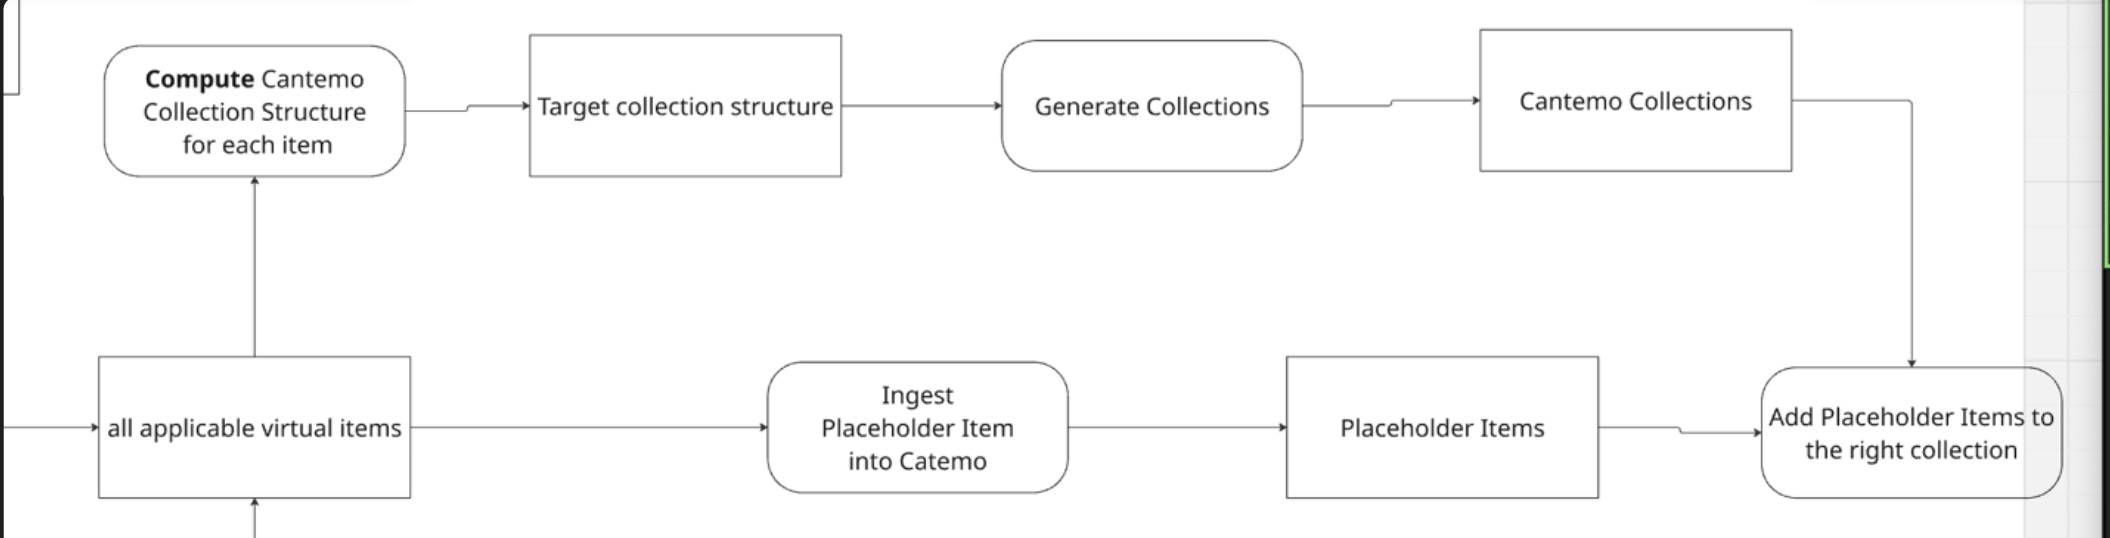 Compute Cantemo
Collection Structure
for each item
Target collection structure
Generate Collections
Cantemo Collections
all applicable virtual items
Ingest
Placeholder Item
into Catemo
Placeholder Items
Add Placeholder Items to
the right collection